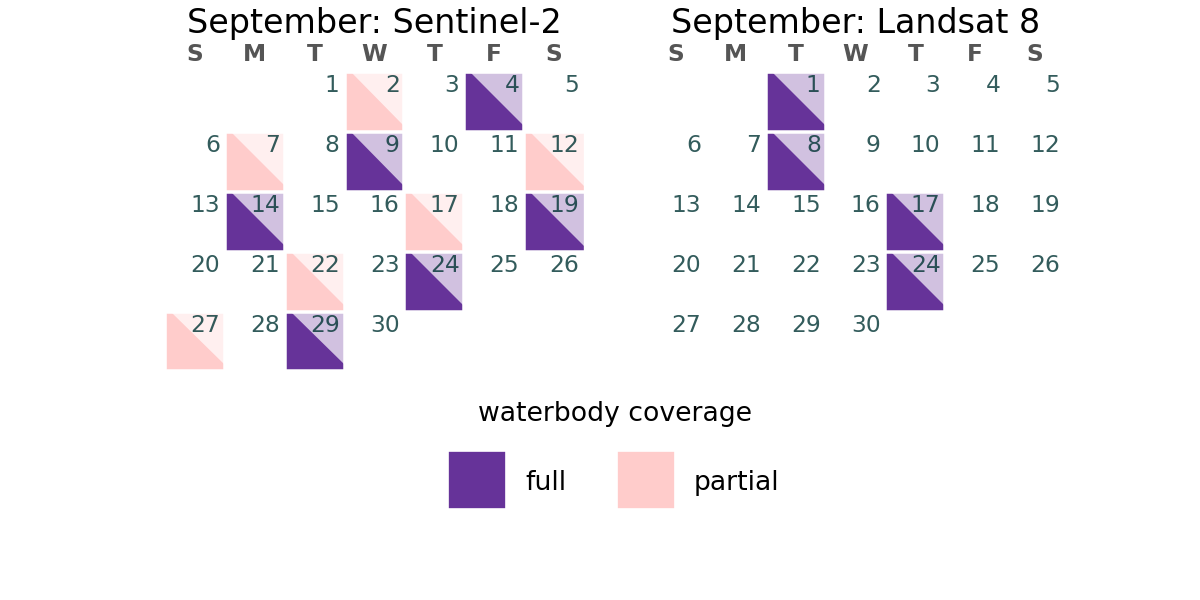 September: Sentinel-2
S M T W T F S
1 2 3 4 5
6 7 8 9 10 11 12
13 14 15 16 17 18 19
20 21 22 23 24 25 26
27 28 29 30
September: Landsat 8
S M T W T F S
1 2 3 4 5
6 7 8 9 10 11 12
13 14 15 16 17 18 19
20 21 22 23 24 25 26
27 28 29 30
waterbody coverage
full
partial